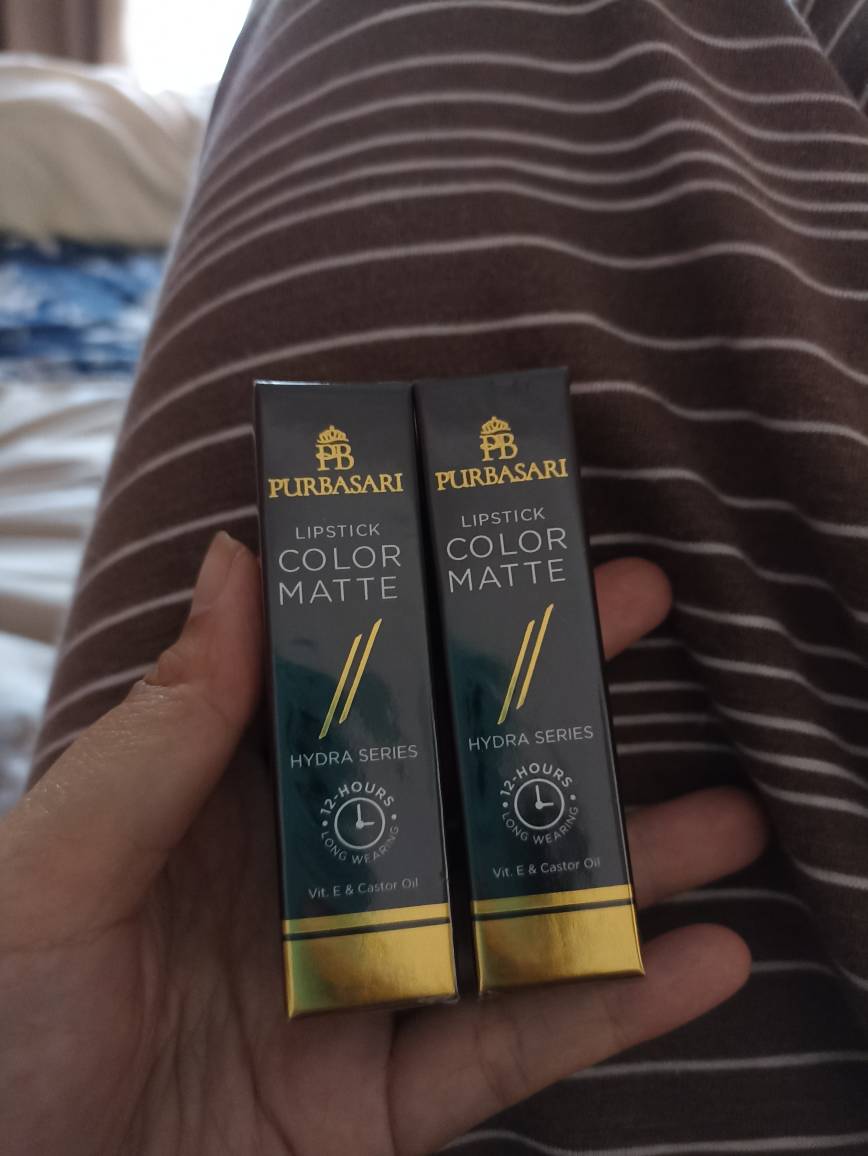 PB
PURBASARI
LIPSTICK
COLOR
MATTE
HYDRA SERIES
12-HOURS
LONG WEARING
Vit. E & Castor Oil
PB
PURBASARI
LIPSTICK
COLOR
MATTE
HYDRA SERIES
12-HOURS
LONG WEARING
Vit. E & Castor Oil